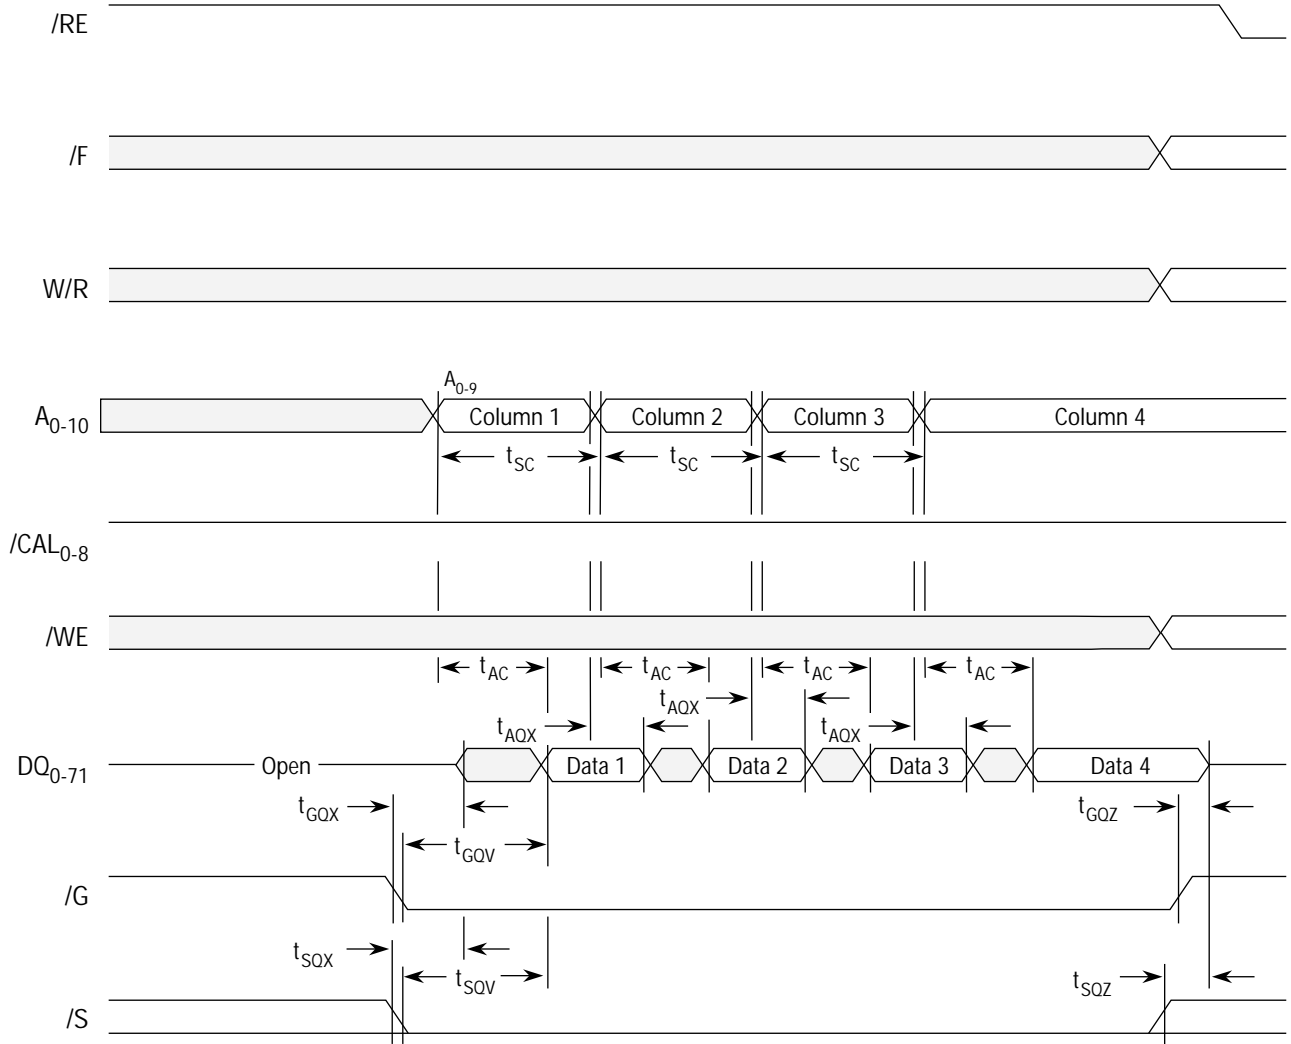 /RE
/F
W/R
A0-9
A0-10 Column 1 Column 2 Column 3 Column 4
tSC tSC tSC
/CAL0-8
/WE
tAC tAC tAC tAC
tAQX
tAQX tAQX
DQ0-71 Open Data 1 Data 2 Data 3 Data 4
tGQX tGQZ
tGQV
/G
tSQX
tSQV tSQZ
/S